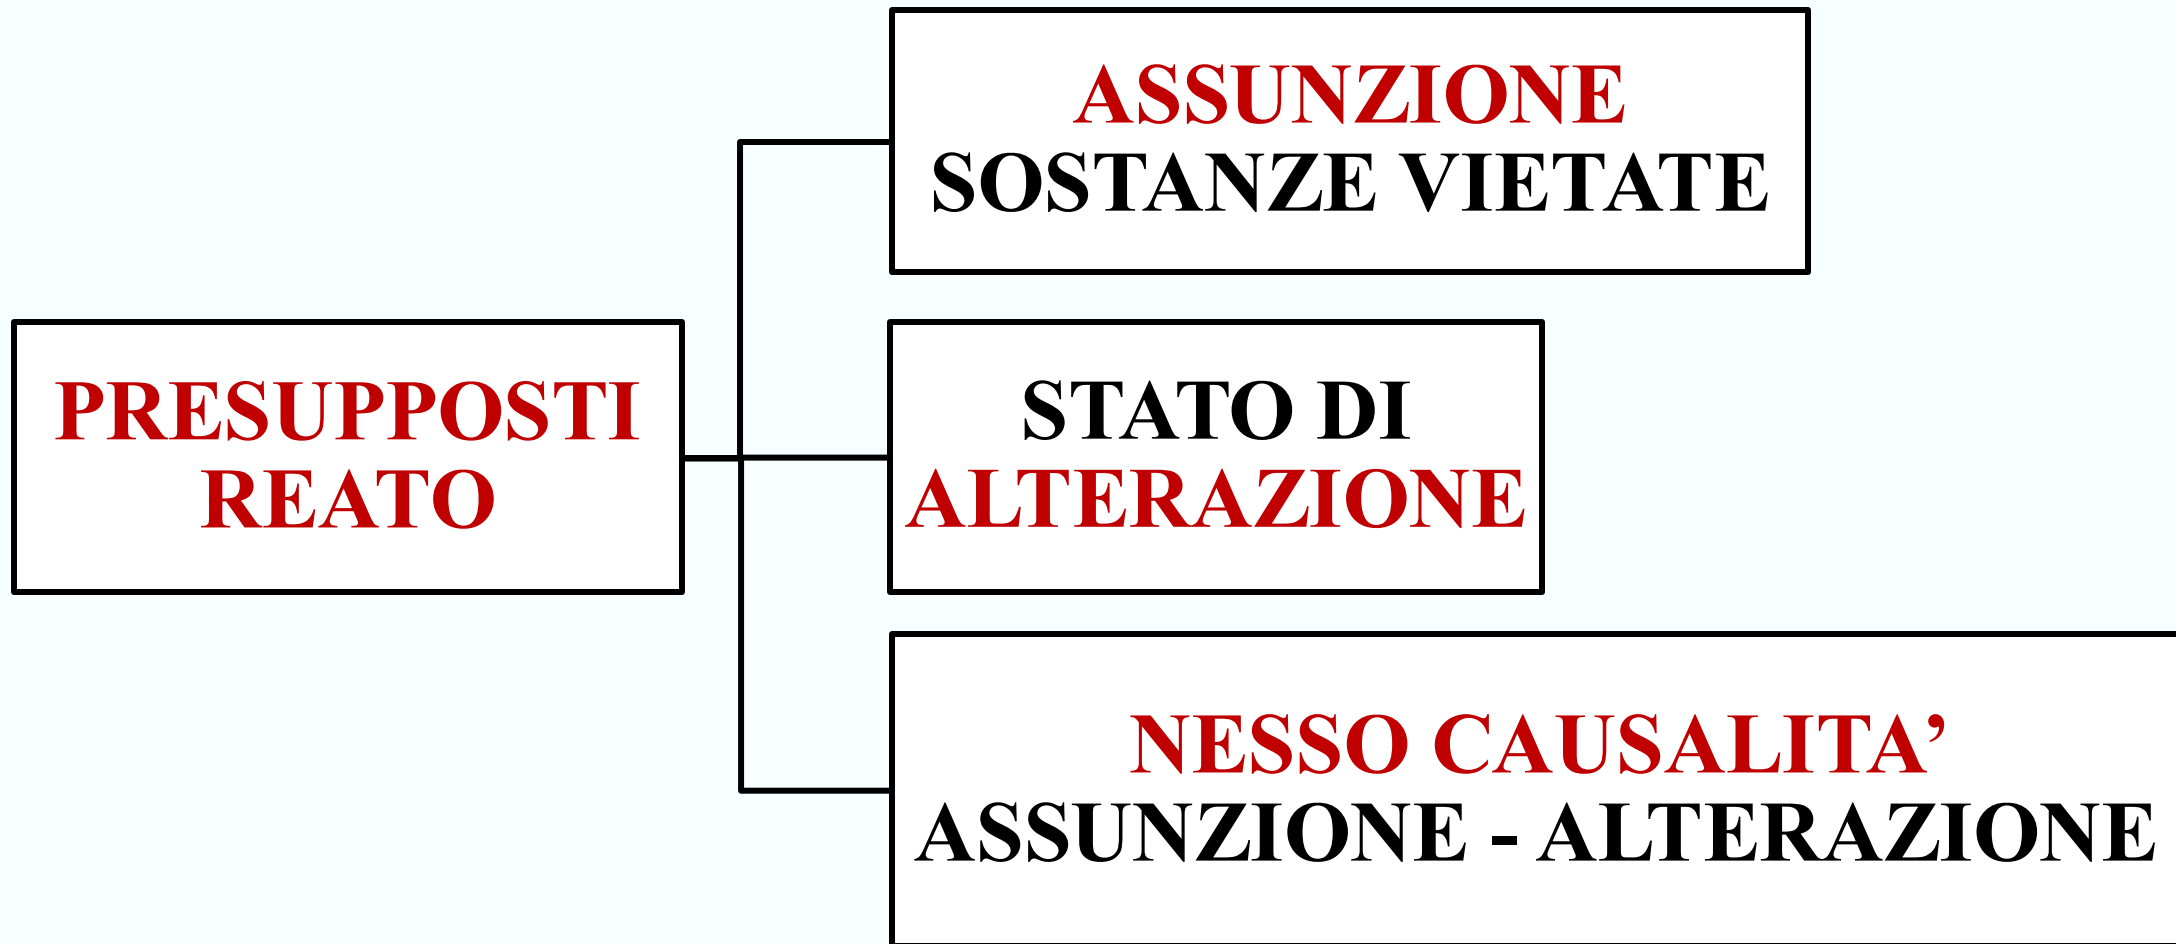 PRESUPPOSTI
REATO
ASSUNZIONE
SOSTANZE VIETATE
STATO DI
ALTERAZIONE
NESSO CAUSALITA’
ASSUNZIONE - ALTERAZIONE